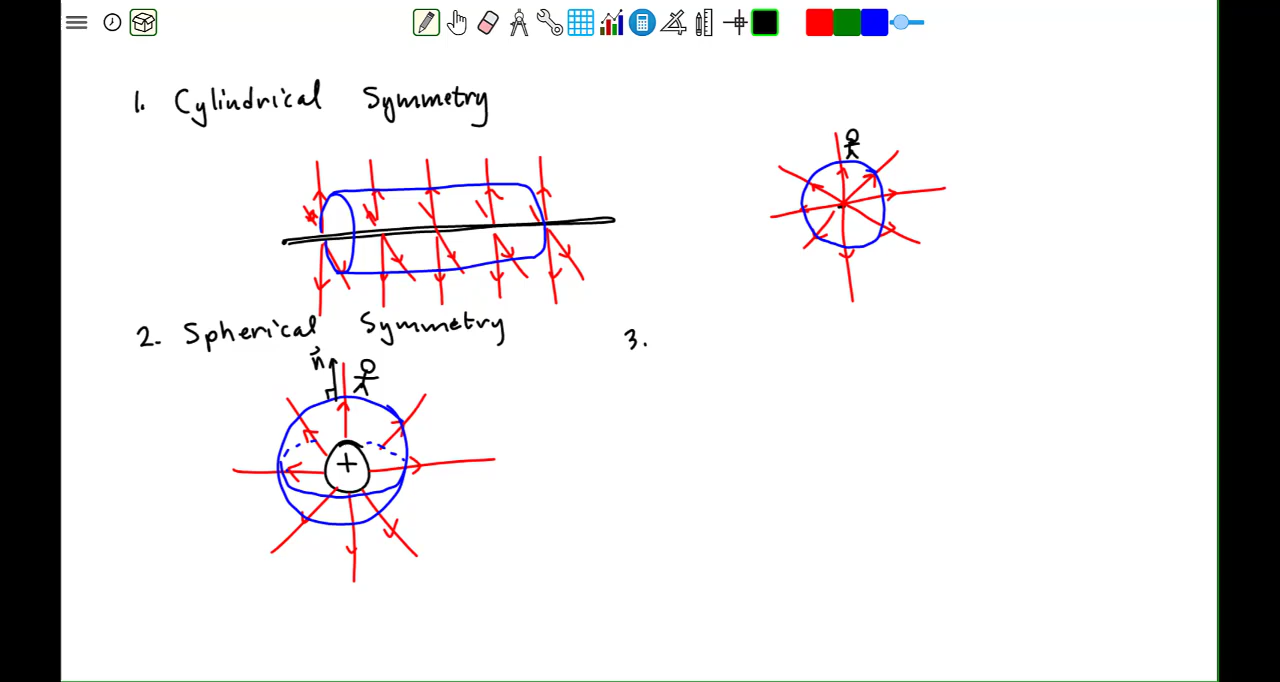 1. Cylindrical Symmetry
2. Spherical Symmetry
3.
n⃗
+